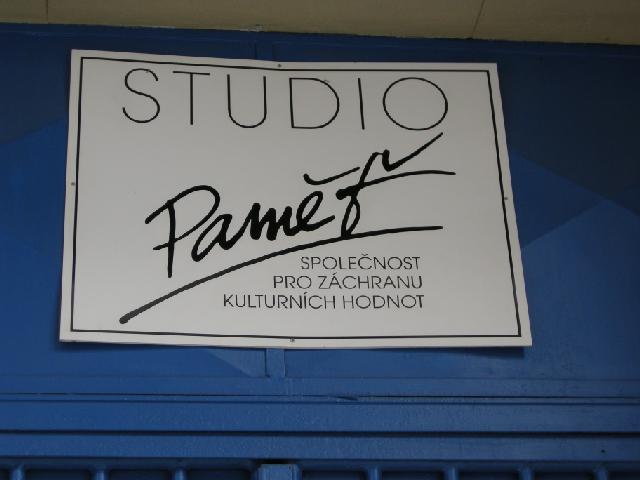 STUDIO
Paměť
SPOLEČNOST
PRO ZÁCHRANU
KULTURNÍCH HODNOT